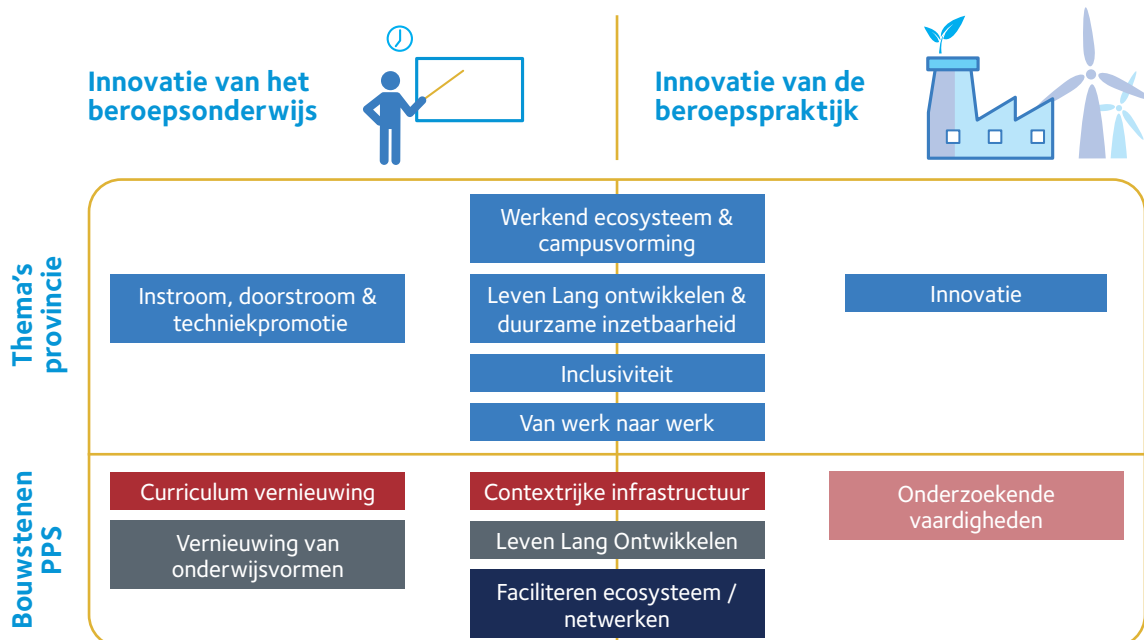 Innovatie van het
beroepsonderwijs
Innovatie van de
beroepspraktijk
Thema's
provincie
Werkend ecosysteem &
campusvorming
Instroom, doorstroom &
techniekpromotie
Leven Lang ontwikkelen &
duurzame inzetbaarheid
Innovatie
Inclusiviteit
Van werk naar werk
Bouwstenen
PPS
Curriculum vernieuwing
Contextrijke infrastructuur
Onderzoekende
vaardigheden
Vernieuwing van
onderwijsvormen
Leven Lang Ontwikkelen
Faciliteren ecosysteem /
netwerken